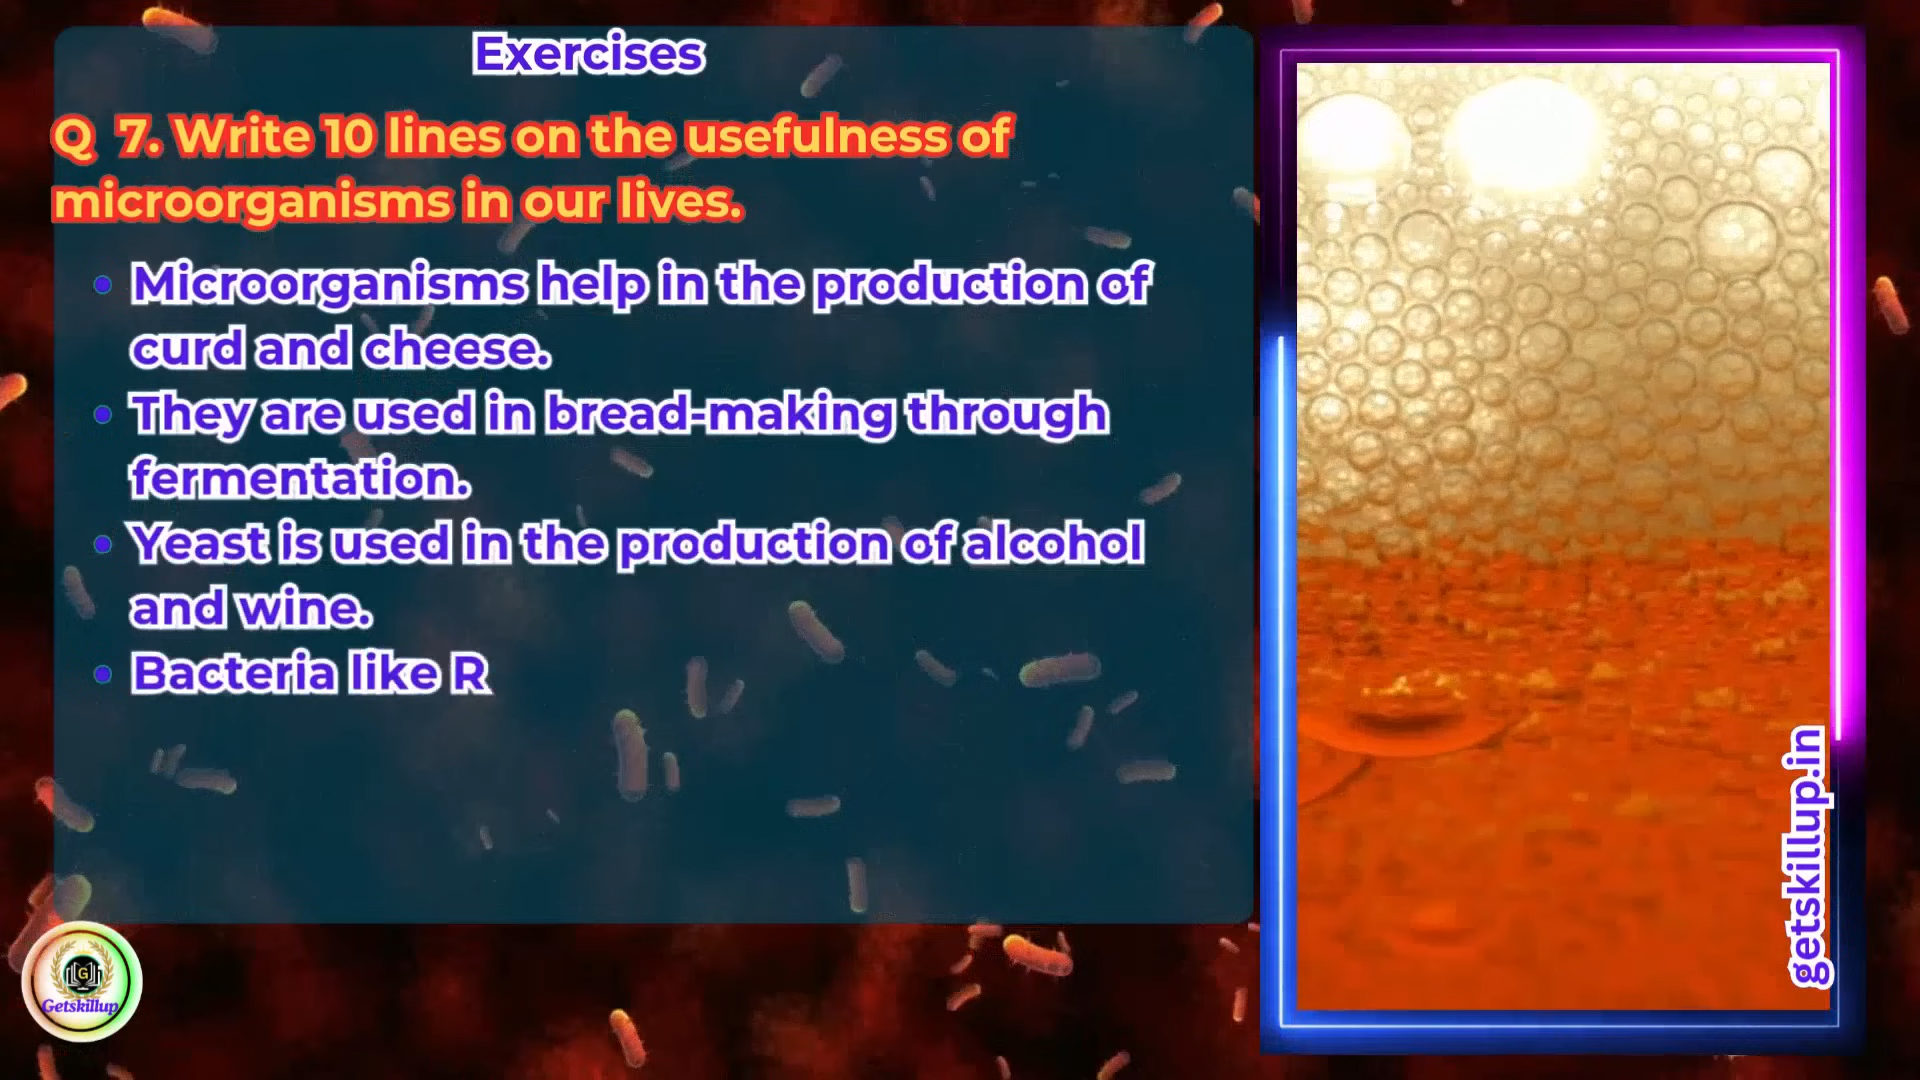 Exercises
Q 7. Write 10 lines on the usefulness of
microorganisms in our lives.
• Microorganisms help in the production of
curd and cheese.
• They are used in bread-making through
fermentation.
• Yeast is used in the production of alcohol
and wine.
• Bacteria like R
getskillup.in
G
Getskillup